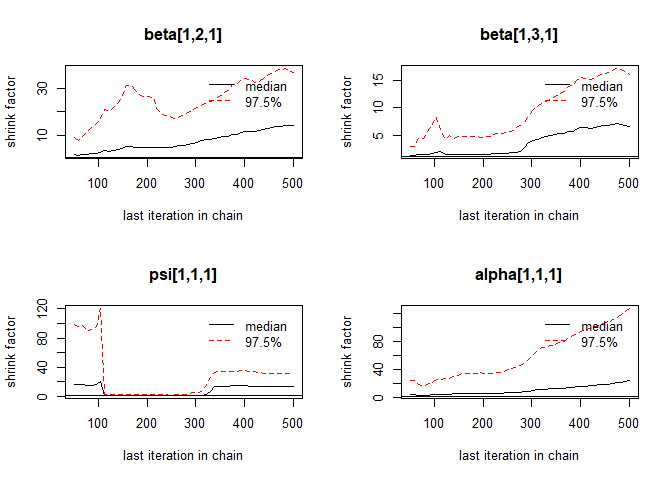 beta[1,2,1]
shrink factor
10 30
median
97.5%
100 200 300 400 500
last iteration in chain
beta[1,3,1]
shrink factor
5 10 15
median
97.5%
100 200 300 400 500
last iteration in chain
psi[1,1,1]
shrink factor
0 40 80 120
median
97.5%
100 200 300 400 500
last iteration in chain
alpha[1,1,1]
shrink factor
0 40 80
median
97.5%
100 200 300 400 500
last iteration in chain